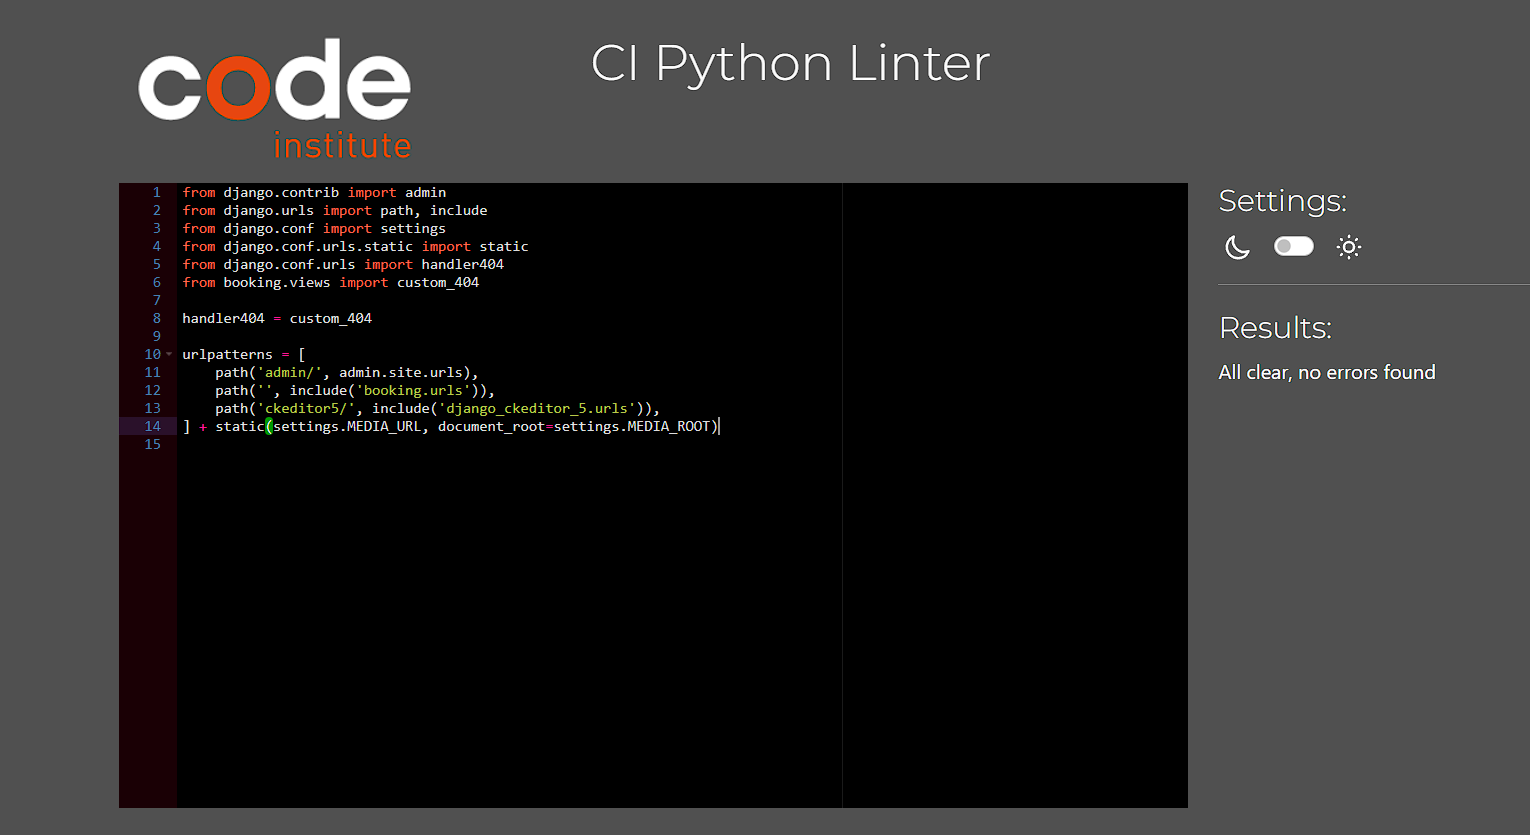 code
institute
CI Python Linter
1 from django.contrib import admin
2 from django.urls import path, include
3 from django.conf import settings
4 from django.conf.urls.static import static
5 from django.conf.urls import handler404
6 from booking.views import custom_404
7
8 handler404 = custom_404
9
10 urlpatterns = [
11     path('admin/', admin.site.urls),
12     path('', include('booking.urls')),
13     path('ckeditor5/', include('django_ckeditor_5.urls')),
14 ] + static(settings.MEDIA_URL, document_root=settings.MEDIA_ROOT)
15
Settings:
Results:
All clear, no errors found